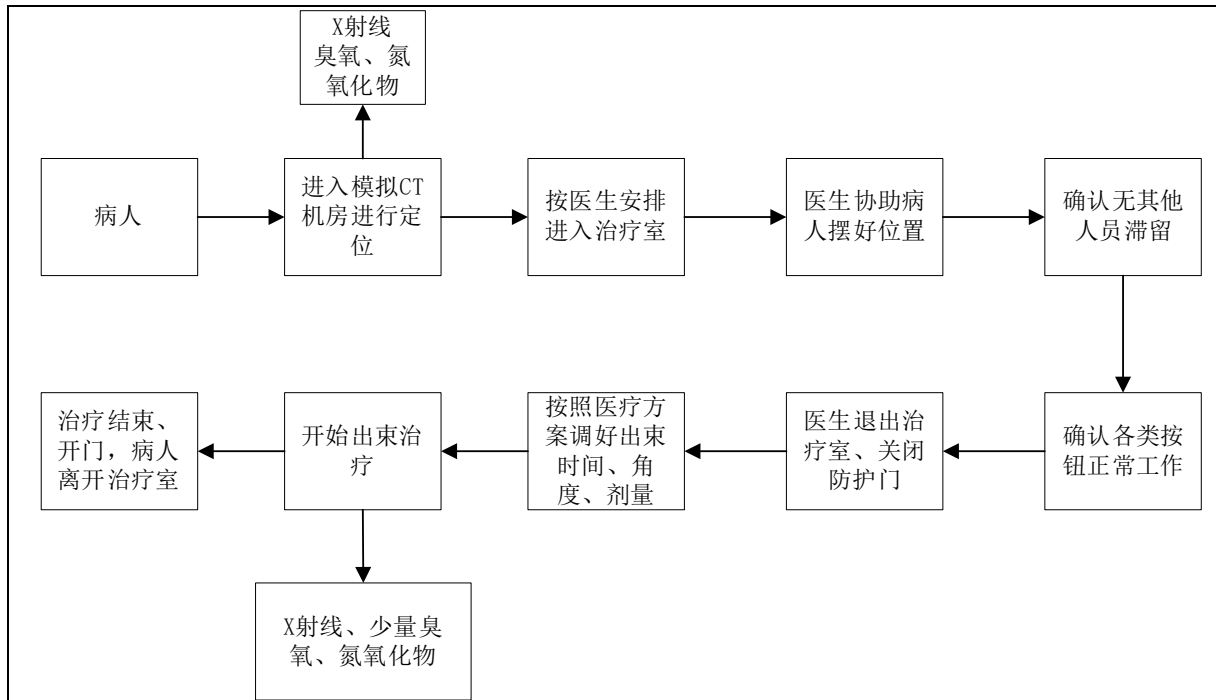 X射线
臭氧、氮
氧化物
病人
进入模拟CT
机房进行定
位
按医生安排
进入治疗室
医生协助病
人摆好位置
确认无其他
人员滞留
确认各类按
钮正常工作
医生退出治
疗室、关闭
防护门
按照医疗方
案调好出束
时间、角
度、剂量
开始出束治
疗
治疗结束、
开门，病人
离开治疗室
X射线、少量臭
氧、氮氧化物